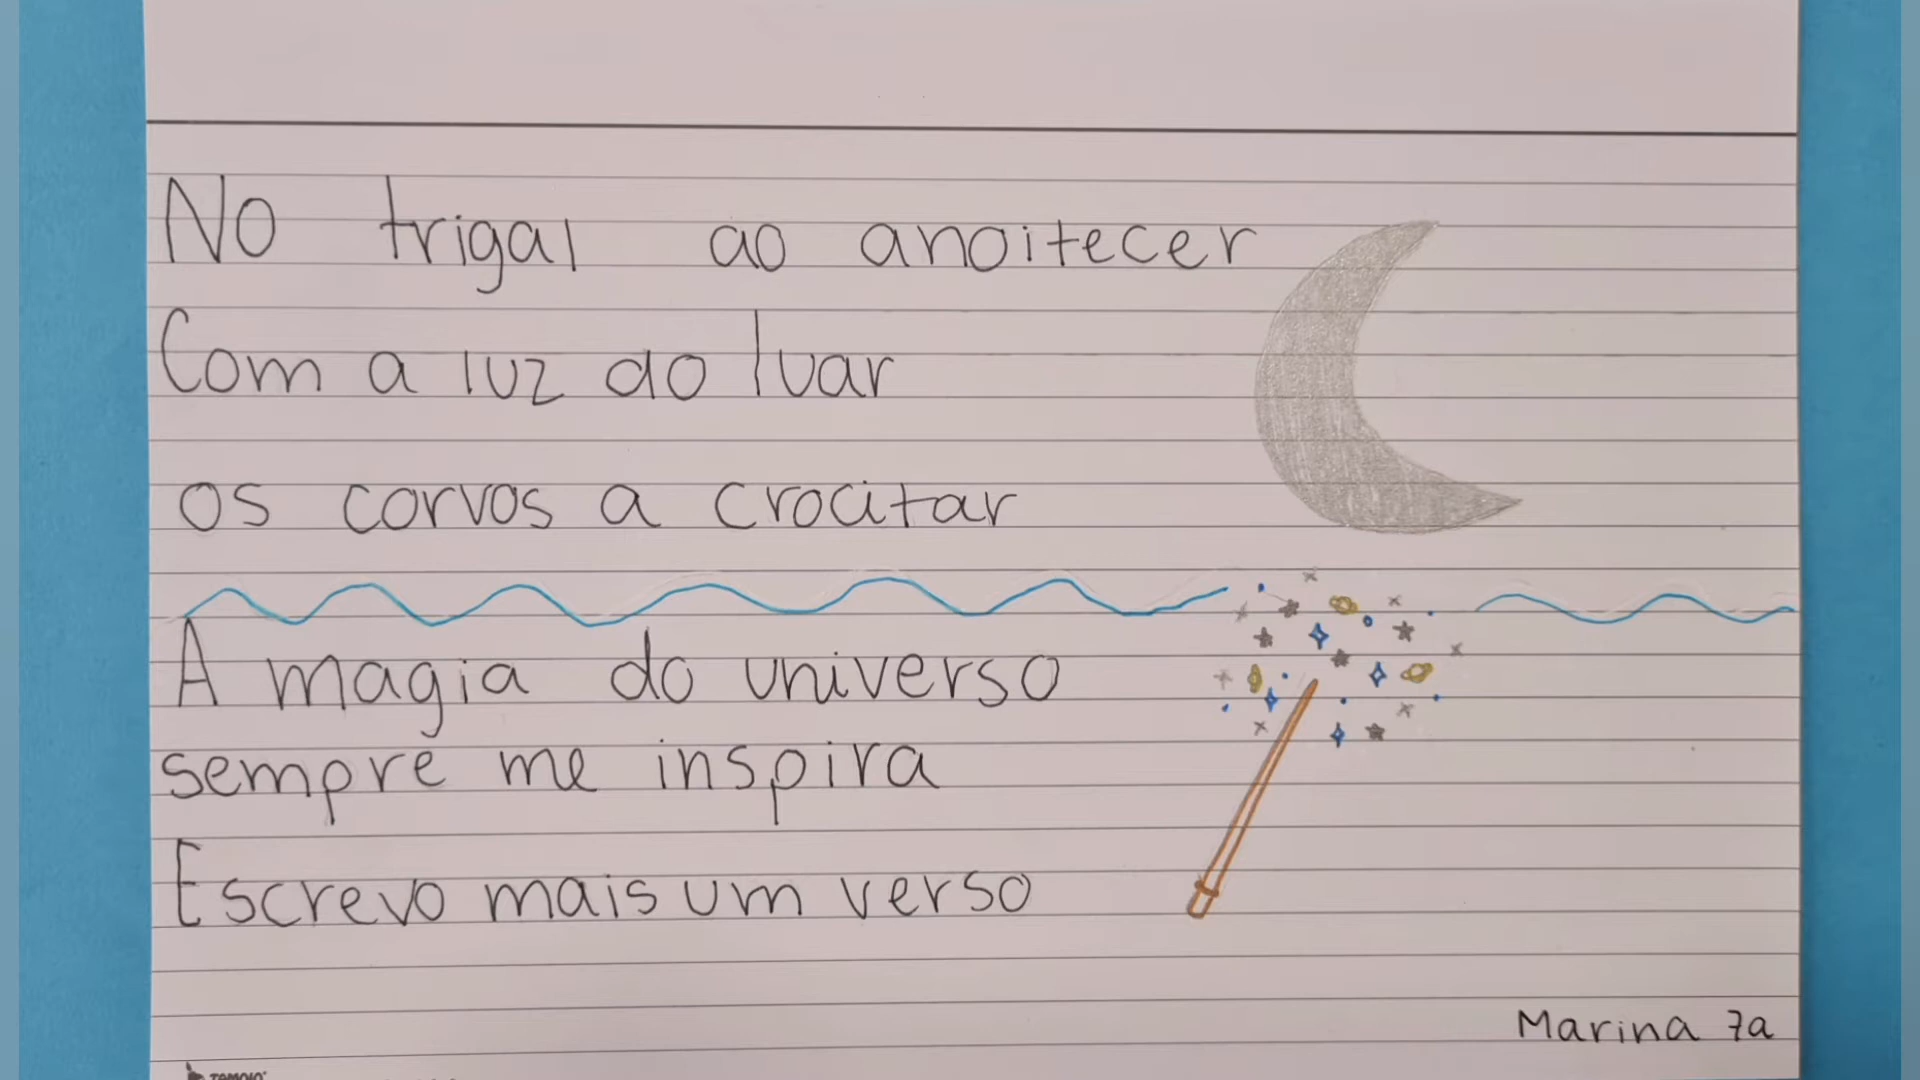 No trigal ao anoitecer
Com a luz do luar
os corvos a crocitar
A magia do universo
sempre me inspira
Escrevo mais um verso
Marina 7a
TAMOIO